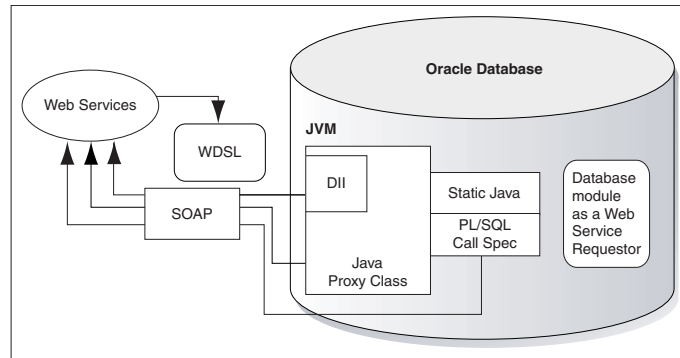 Oracle Database
Web Services
WDSL
JVM
DII
SOAP
Java
Proxy Class
Static Java
PL/SQL
Call Spec
Database
module
as a Web
Service
Requestor